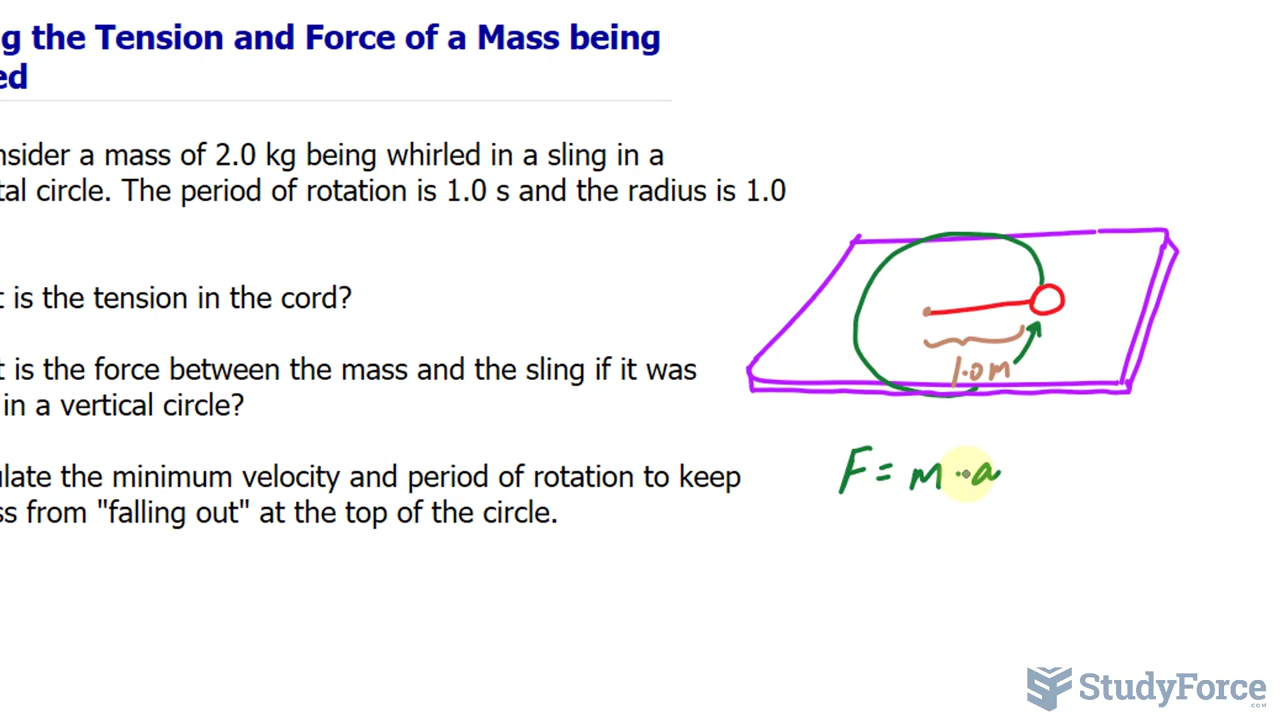 g the Tension and Force of a Mass being
ed
nsider a mass of 2.0 kg being whirled in a sling in a
tal circle. The period of rotation is 1.0 s and the radius is 1.0
t is the tension in the cord?
t is the force between the mass and the sling if it was
in a vertical circle?
ulate the minimum velocity and period of rotation to keep
ss from "falling out" at the top of the circle.
1.0 m
F = m · a
StudyForce
.COM